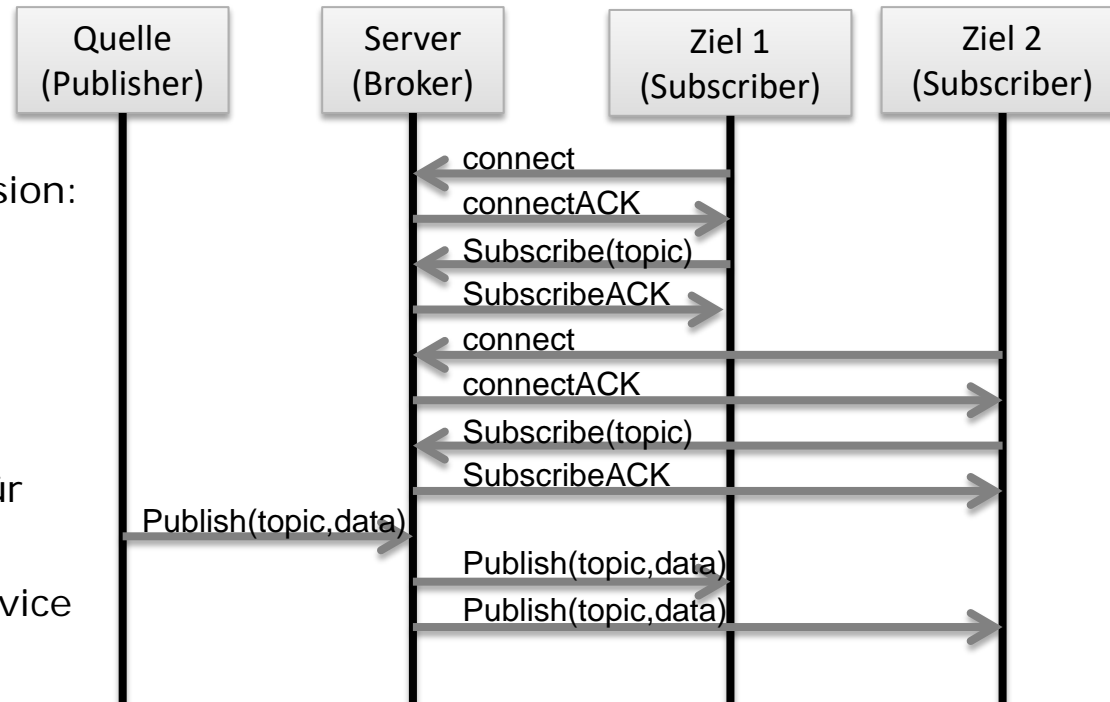 Quelle
(Publisher)
Server
(Broker)
Ziel 1
(Subscriber)
Ziel 2
(Subscriber)
connect
sion:
connectACK
Subscribe(topic)
SubscribeACK
connect
connectACK
Subscribe(topic)
SubscribeACK
ür
Publish(topic,data)
Publish(topic,data)
vice
Publish(topic,data)